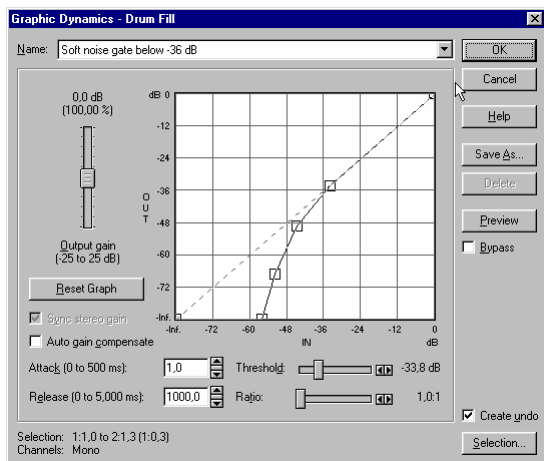 Graphic Dynamics - Drum Fill
Name: Soft noise gate below -36 dB
OK
Cancel
Help
Save As...
Delete
Preview
Bypass
0,0 dB
(100,00 %)
Output gain
(-25 to 25 dB)
Reset Graph
Sync stereo gain
Auto gain compensate
dB 0
-12
-24
-36
-48
-60
-72
-Inf.
OUT
-Inf. -72 -60 -48 -36 -24 -12 0
IN dB
Attack (0 to 500 ms): 1,0 Threshold: -33,8 dB
Release (0 to 5,000 ms): 1000,0 Ratio: 1,0:1
Create undo
Selection: 1:1,0 to 2:1,3 (1:0,3)
Channels: Mono
Selection...